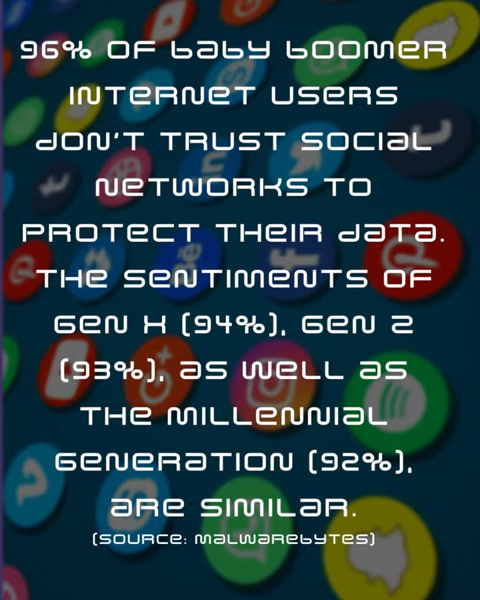 96% OF BABY BOOMER
INTERNET USERS
DON'T TRUST SOCIAL
NETWORKS TO
PROTECT THEIR DATA.
THE SENTIMENTS OF
GEN X (94%), GEN Z
(93%), AS WELL AS
THE MILLENNIAL
GENERATION (92%),
ARE SIMILAR.
(SOURCE: MALWAREBYTES)